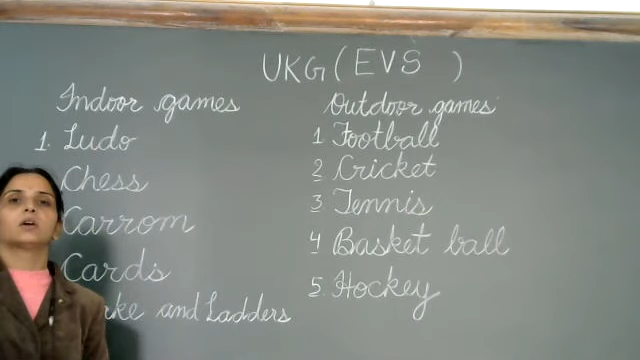 UKG (EVS )
Indoor games
1. Ludo
Chess
Carrom
Cards
and Ladders
Outdoor games
1 Football
2 Cricket
3 Tennis
4 Basket ball
5. Hockey